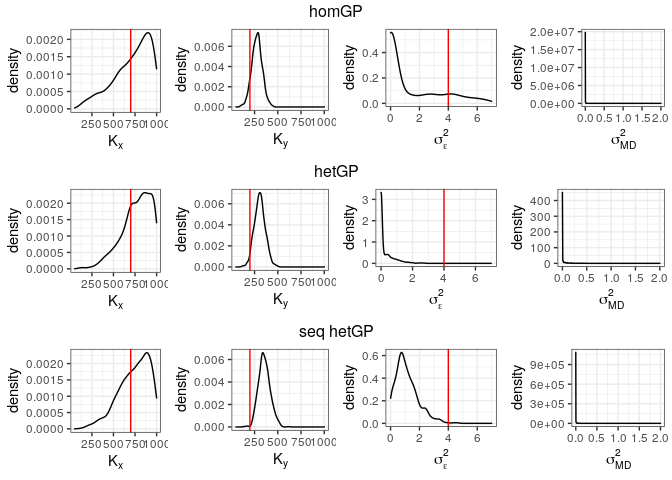 homGP
density 0.0020 0.0015 0.0010 0.0005 0.0000 250 500 750 1000 Kx
density 0.006 0.004 0.002 0.000 250 500 750 1000 Ky
density 0.4 0.2 0.0 0 2 4 6 σ²ε
density 2.0e+07 1.5e+07 1.0e+07 5.0e+06 0.0e+00 0.0 0.5 1.0 1.5 2.0 σ²MD
hetGP
density 0.0020 0.0015 0.0010 0.0005 0.0000 250 500 750 1000 Kx
density 0.006 0.004 0.002 0.000 250 500 750 1000 Ky
density 3 2 1 0 0 2 4 6 σ²ε
density 400 300 200 100 0 0.0 0.5 1.0 1.5 2.0 σ²MD
seq hetGP
density 0.0020 0.0015 0.0010 0.0005 0.0000 250 500 750 1000 Kx
density 0.006 0.004 0.002 0.000 250 500 750 1000 Ky
density 0.6 0.4 0.2 0.0 0 2 4 6 σ²ε
density 9e+05 6e+05 3e+05 0e+00 0.0 0.5 1.0 1.5 2.0 σ²MD